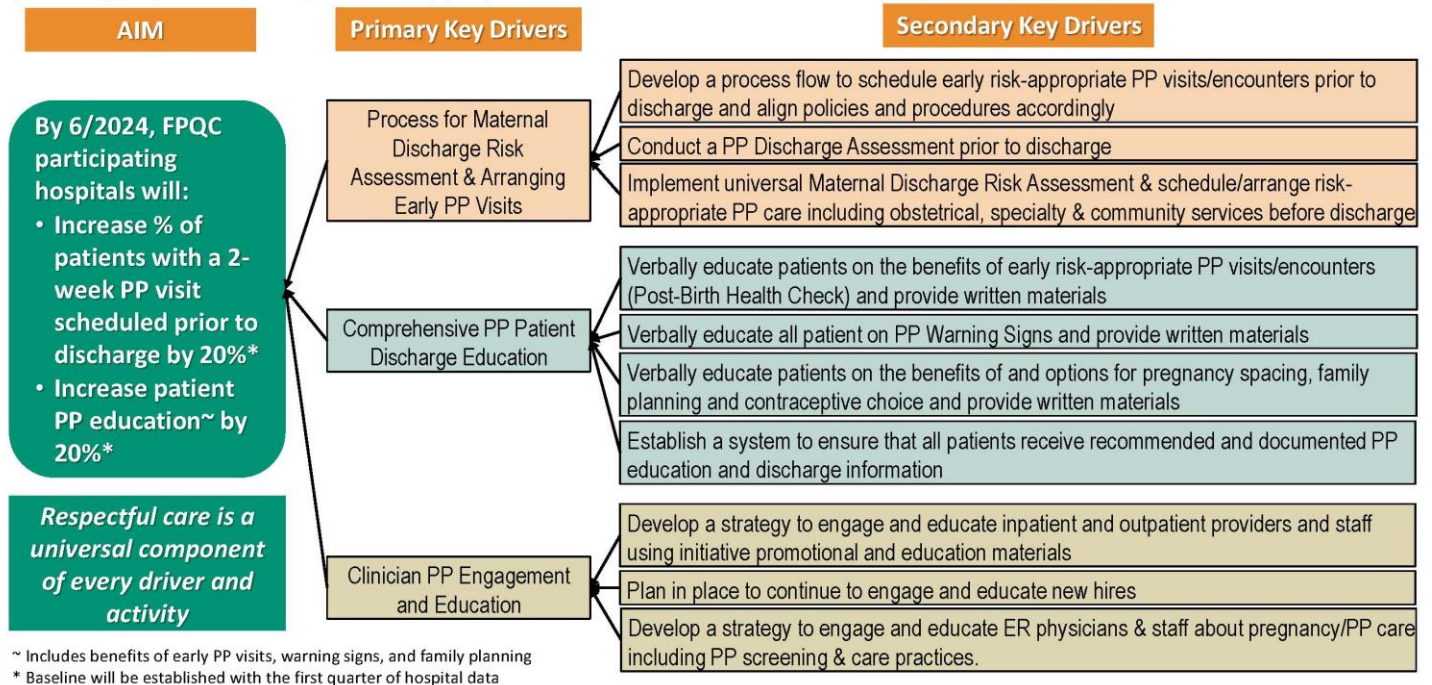 AIM
Primary Key Drivers
Secondary Key Drivers
By 6/2024, FPQC
participating
hospitals will:
• Increase % of
patients with a 2-
week PP visit
scheduled prior to
discharge by 20%*
• Increase patient
PP education~ by
20%*
Respectful care is a
universal component
of every driver and
activity
Process for Maternal
Discharge Risk
Assessment & Arranging
Early PP Visits
Develop a process flow to schedule early risk-appropriate PP visits/encounters prior to
discharge and align policies and procedures accordingly
Conduct a PP Discharge Assessment prior to discharge
Implement universal Maternal Discharge Risk Assessment & schedule/arrange risk-
appropriate PP care including obstetrical, specialty & community services before discharge
Comprehensive PP Patient
Discharge Education
Verbally educate patients on the benefits of early risk-appropriate PP visits/encounters
(Post-Birth Health Check) and provide written materials
Verbally educate all patient on PP Warning Signs and provide written materials
Verbally educate patients on the benefits of and options for pregnancy spacing, family
planning and contraceptive choice and provide written materials
Establish a system to ensure that all patients receive recommended and documented PP
education and discharge information
Clinician PP Engagement
and Education
Develop a strategy to engage and educate inpatient and outpatient providers and staff
using initiative promotional and education materials
Plan in place to continue to engage and educate new hires
Develop a strategy to engage and educate ER physicians & staff about pregnancy/PP care
including PP screening & care practices.
~ Includes benefits of early PP visits, warning signs, and family planning
* Baseline will be established with the first quarter of hospital data